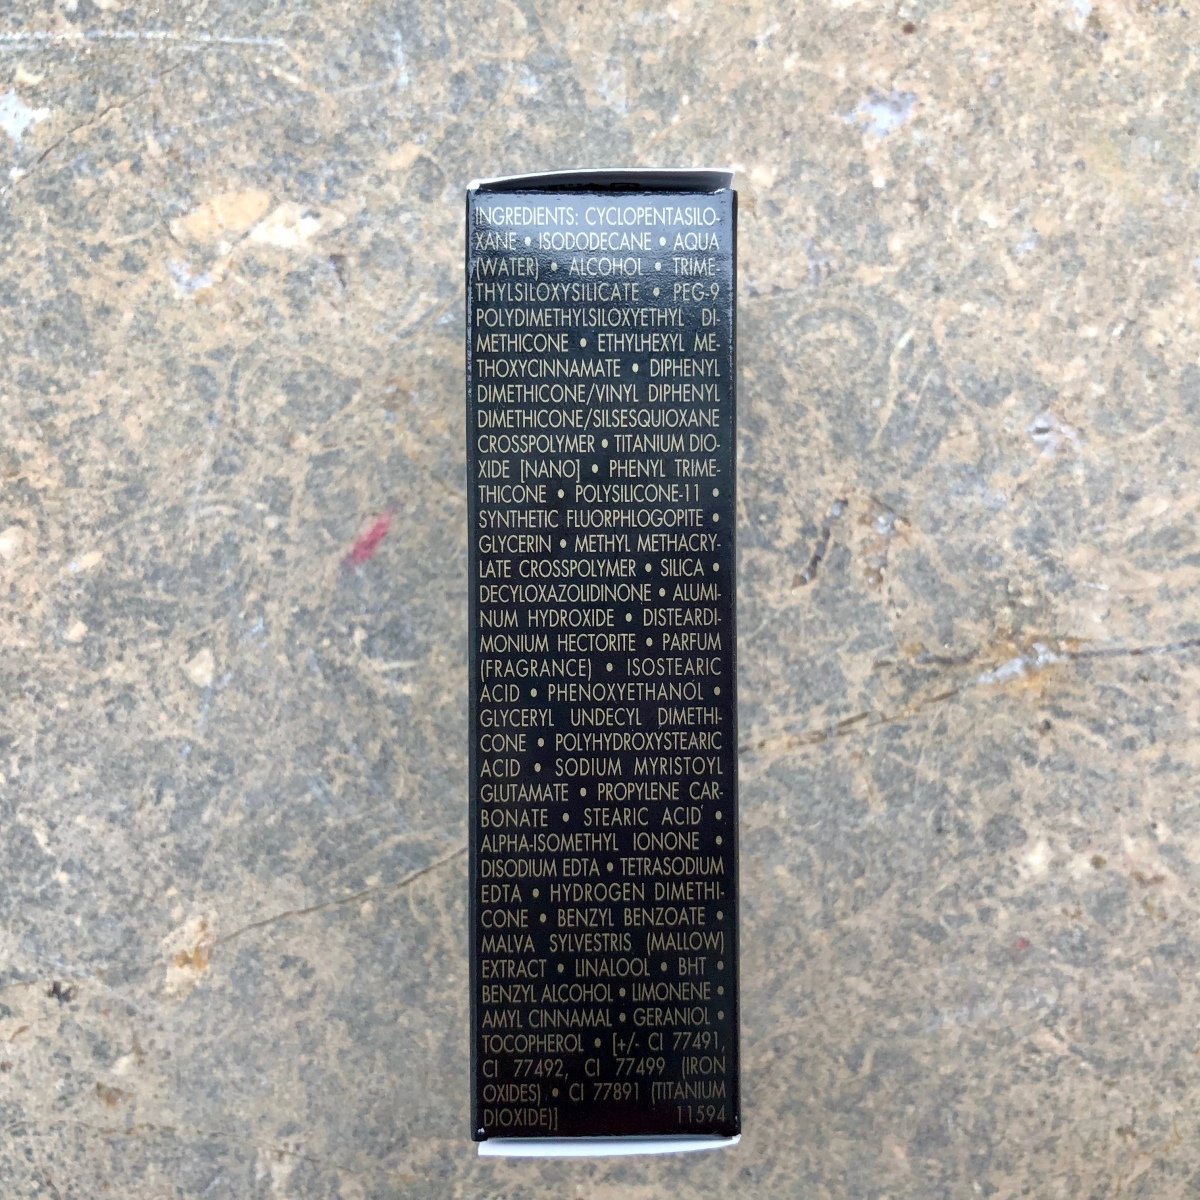 INGREDIENTS: CYCLOPENTASILO-
XANE • ISODODECANE • AQUA
(WATER) • ALCOHOL • TRIME-
THYLSILOXYSILICATE • PEG-9
POLYDIMETHYLSILOXYETHYL DI-
METHICONE • ETHYLHEXYL ME-
THOXYCINNAMATE • DIPHENYL
DIMETHICONE/VINYL DIPHENYL
DIMETHICONE/SILSESQUIOXANE
CROSSPOLYMER • TITANIUM DIO-
XIDE [NANO] • PHENYL TRIME-
THICONE • POLYSILICONE-11 •
SYNTHETIC FLUORPHLOGOPITE •
GLYCERIN • METHYL METHACRY-
LATE CROSSPOLYMER • SILICA •
DECYLOXAZOLIDINONE • ALUMI-
NUM HYDROXIDE • DISTEARDI-
MONIUM HECTORITE • PARFUM
(FRAGRANCE) • ISOSTEARIC
ACID • PHENOXYETHANOL •
GLYCERYL UNDECYL DIMETHI-
CONE • POLYHYDROXYSTEARIC
ACID • SODIUM MYRISTOYL
GLUTAMATE • PROPYLENE CAR-
BONATE • STEARIC ACID •
ALPHA-ISOMETHYL IONONE •
DISODIUM EDTA • TETRASODIUM
EDTA • HYDROGEN DIMETHI-
CONE • BENZYL BENZOATE •
MALVA SYLVESTRIS (MALLOW)
EXTRACT • LINALOOL • BHT •
BENZYL ALCOHOL • LIMONENE •
AMYL CINNAMAL • GERANIOL •
TOCOPHEROL • [+/- CI 77491,
CI 77492, CI 77499 (IRON
OXIDES) • CI 77891 (TITANIUM
DIOXIDE)] 11594